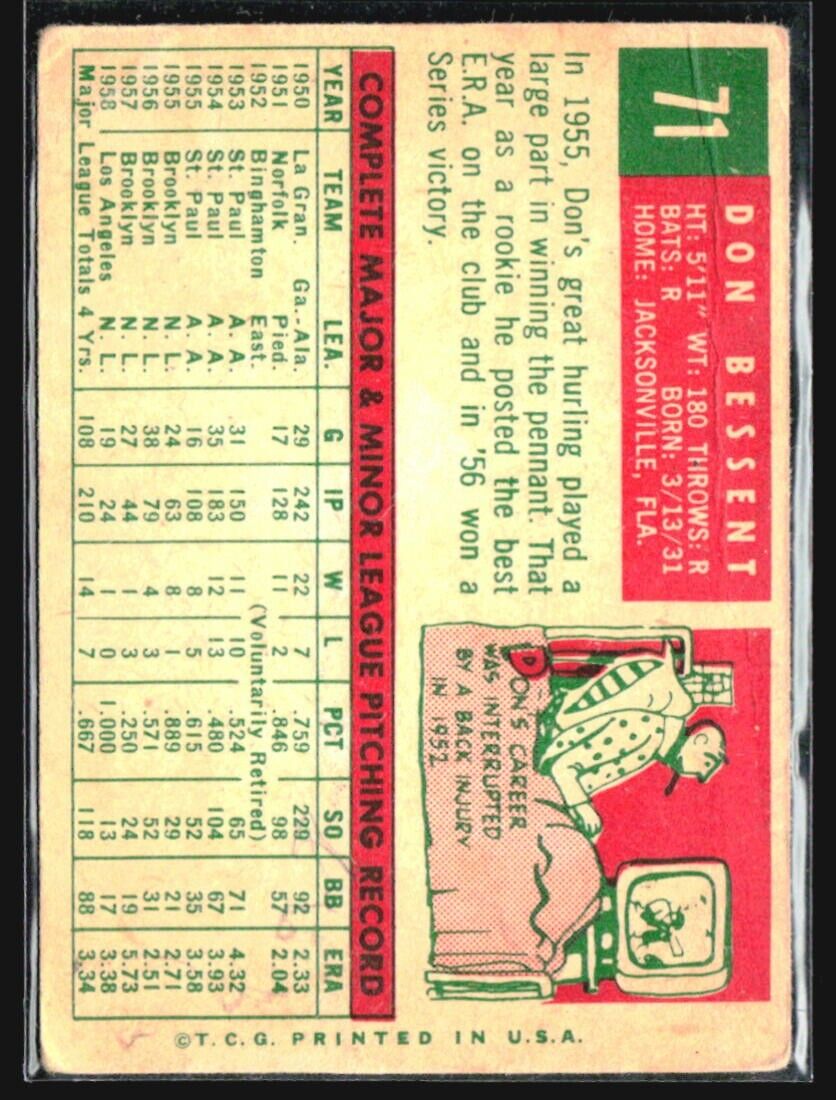 71
DON BESSENT
HT: 5'11" WT: 180 THROWS: R
BATS: R BORN: 3/13/31
HOME: JACKSONVILLE, FLA.
In 1955, Don's great hurling played a
large part in winning the pennant. That
year as a rookie he posted the best
E.R.A. on the club and in '56 won a
Series victory.
DON'S CAREER
WAS INTERRUPTED
BY A BACK INJURY
IN 1952
COMPLETE MAJOR & MINOR LEAGUE PITCHING RECORD
YEAR TEAM LEA. G IP W L PCT SO BB ERA
1950 La Gran. Ga.-Ala. 29 242 22 7 .759 229 92 2.33
1951 Norfolk Pied. 17 128 11 2 .846 98 57 2.04
1952 Binghamton East. (Voluntarily Retired)
1953 St. Paul A. A. 31 150 11 10 .524 65 71 4.32
1954 St. Paul A. A. 35 183 12 13 .480 104 67 3.93
1955 St. Paul A. A. 16 108 8 5 .615 52 35 3.58
1955 Brooklyn N. L. 24 63 8 1 .889 29 21 2.71
1956 Brooklyn N. L. 38 79 4 3 .571 52 31 2.51
1957 Brooklyn N. L. 27 44 1 3 .250 24 19 5.73
1958 Los Angeles N. L. 19 24 1 0 1.000 13 17 3.38
Major League Totals 4 Yrs. 108 210 14 7 .667 118 88 3.34
©T.C.G. PRINTED IN U.S.A.